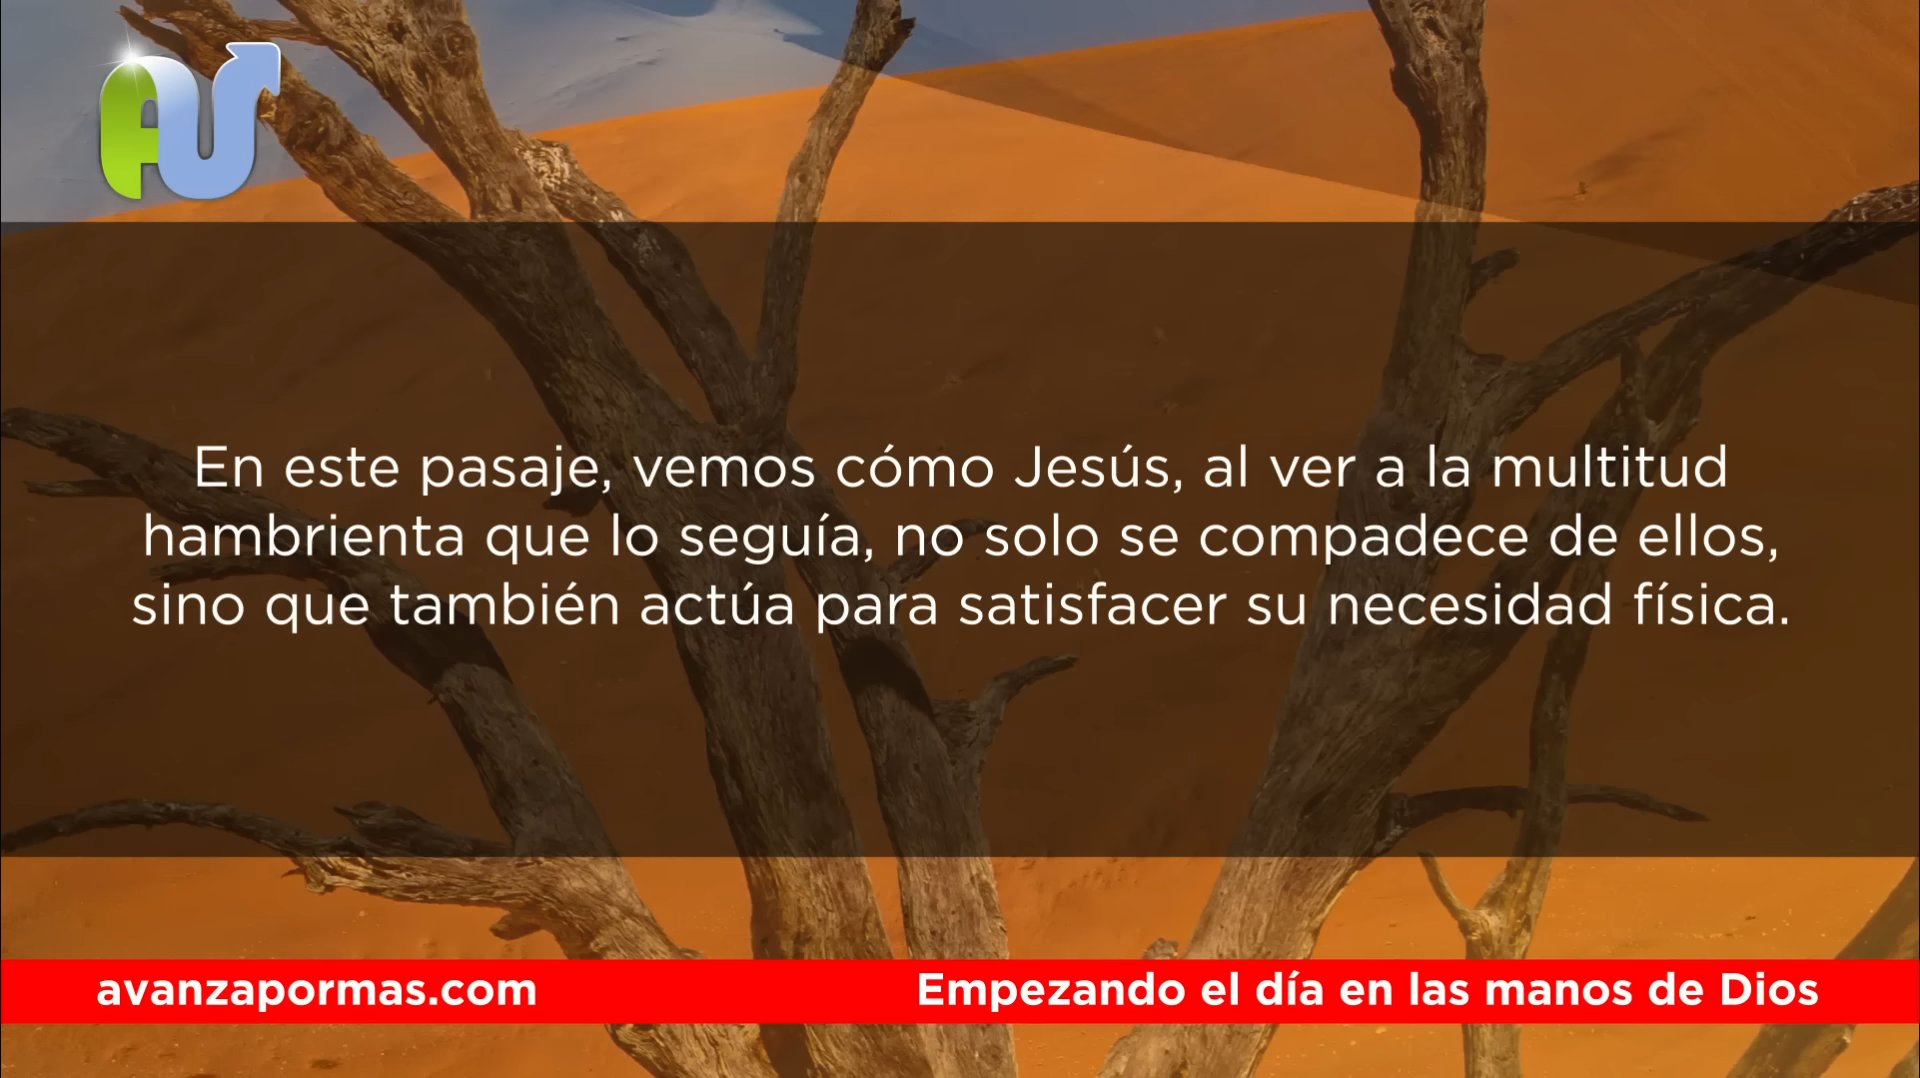 En este pasaje, vemos cómo Jesús, al ver a la multitud
hambrienta que lo seguía, no solo se compadece de ellos,
sino que también actúa para satisfacer su necesidad física.
avanzapormas.com
Empezando el día en las manos de Dios